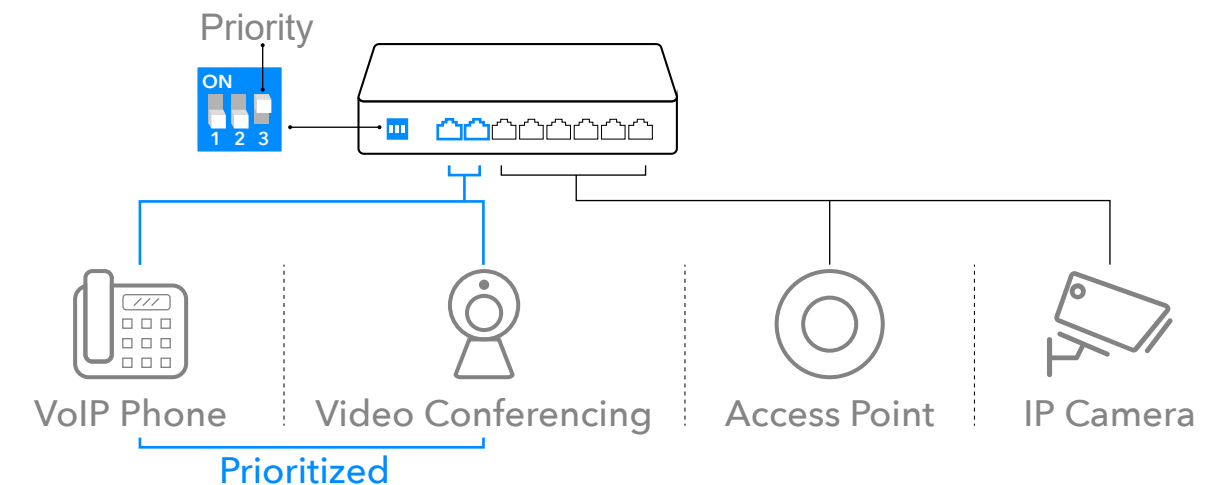 Priority
ON
1 2 3
VoIP Phone
Video Conferencing
Access Point
IP Camera
Prioritized